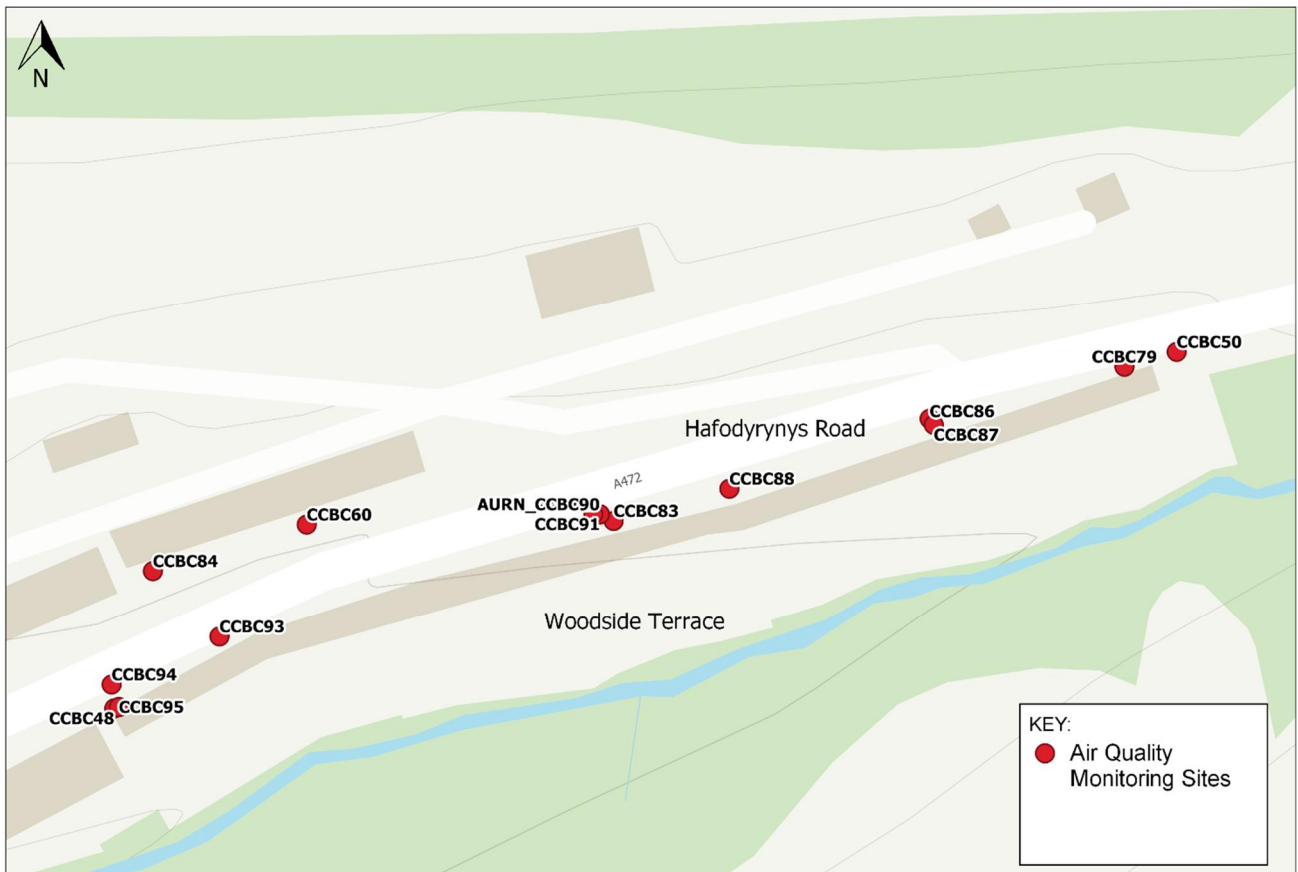 N
CCBC50
CCBC79
CCBC86
CCBC87
Hafodyrynys Road
A472
CCBC88
AURN_CCBC90
CCBC83
CCBC91
CCBC60
CCBC84
Woodside Terrace
CCBC93
CCBC94
CCBC95
CCBC48
KEY:
Air Quality
Monitoring Sites